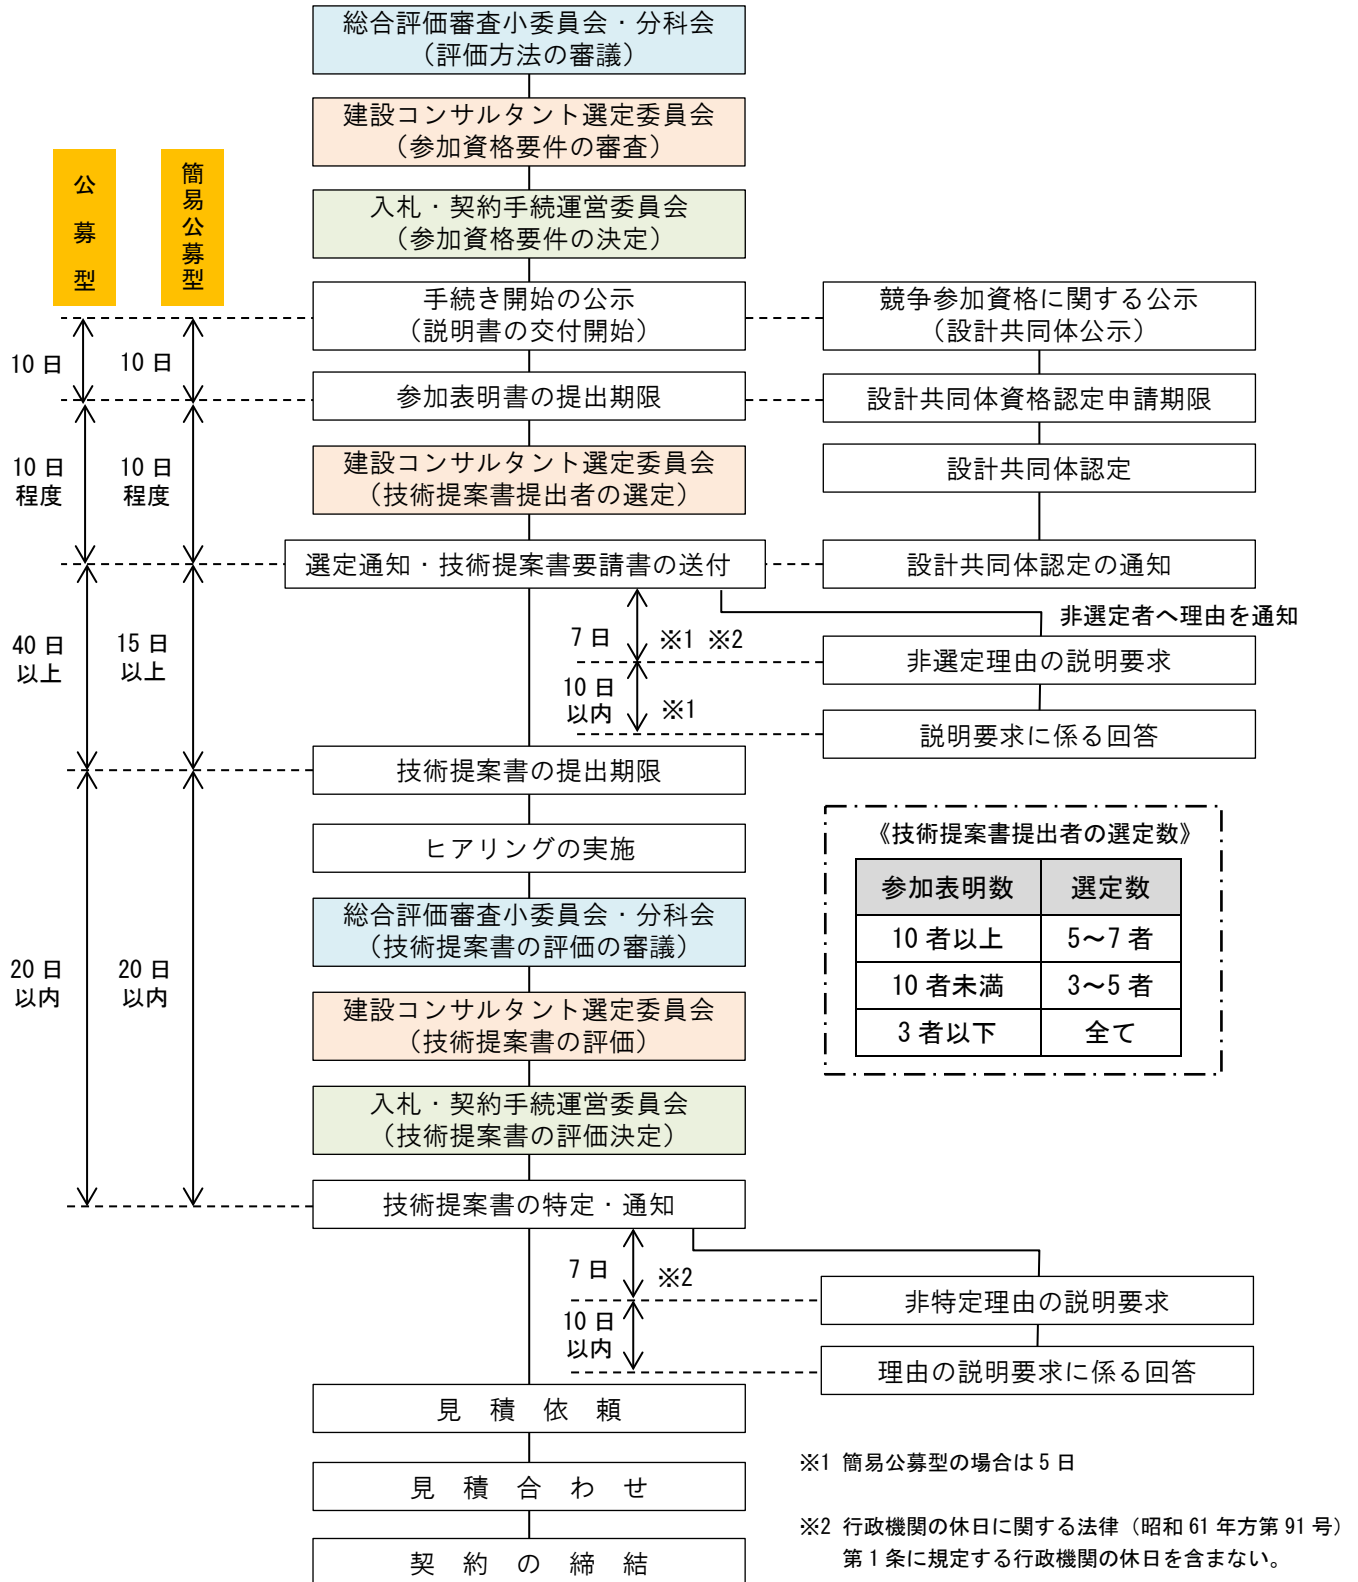 総合評価審査小委員会・分科会
（評価方法の審議）
建設コンサルタント選定委員会
（参加資格要件の審査）
公募型
簡易公募型
入札・契約手続運営委員会
（参加資格要件の決定）
手続き開始の公示
（説明書の交付開始）
競争参加資格に関する公示
（設計共同体公示）
10日
10日
参加表明書の提出期限
設計共同体資格認定申請期限
10日
程度
10日
程度
建設コンサルタント選定委員会
（技術提案書提出者の選定）
設計共同体認定
選定通知・技術提案書要請書の送付
設計共同体認定の通知
非選定者へ理由を通知
40日
以上
15日
以上
7日
※1 ※2
非選定理由の説明要求
10日
以内
※1
説明要求に係る回答
技術提案書の提出期限
ヒアリングの実施
《技術提案書提出者の選定数》
参加表明数 選定数
10者以上 5～7者
10者未満 3～5者
3者以下 全て
総合評価審査小委員会・分科会
（技術提案書の評価の審議）
20日
以内
20日
以内
建設コンサルタント選定委員会
（技術提案書の評価）
入札・契約手続運営委員会
（技術提案書の評価決定）
技術提案書の特定・通知
7日
※2
非特定理由の説明要求
10日
以内
理由の説明要求に係る回答
見積依頼
見積合わせ
契約の締結
※1 簡易公募型の場合は5日
※2 行政機関の休日に関する法律（昭和61年方第91号）
第1条に規定する行政機関の休日を含まない。